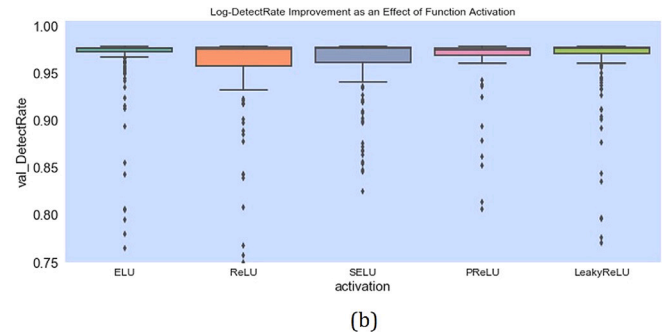 Log-DetectRate Improvement as an Effect of Function Activation
1.00
0.95
0.90
0.85
0.80
0.75
val_DetectRate
ELU ReLU SELU PReLU LeakyReLU
activation
(b)